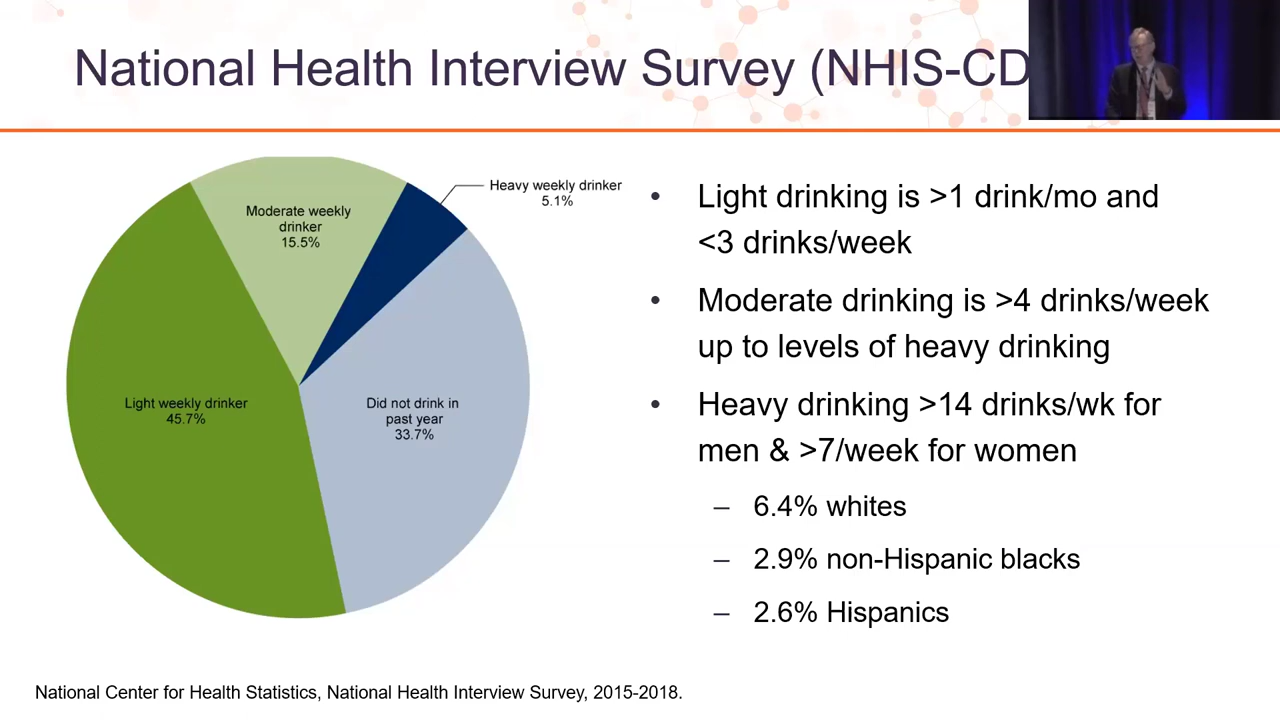 National Health Interview Survey (NHIS-CD
Heavy weekly drinker
5.1%
Moderate weekly
drinker
15.5%
Light weekly drinker
45.7%
Did not drink in
past year
33.7%
• Light drinking is >1 drink/mo and
<3 drinks/week
• Moderate drinking is >4 drinks/week
up to levels of heavy drinking
• Heavy drinking >14 drinks/wk for
men & >7/week for women
– 6.4% whites
– 2.9% non-Hispanic blacks
– 2.6% Hispanics
National Center for Health Statistics, National Health Interview Survey, 2015-2018.